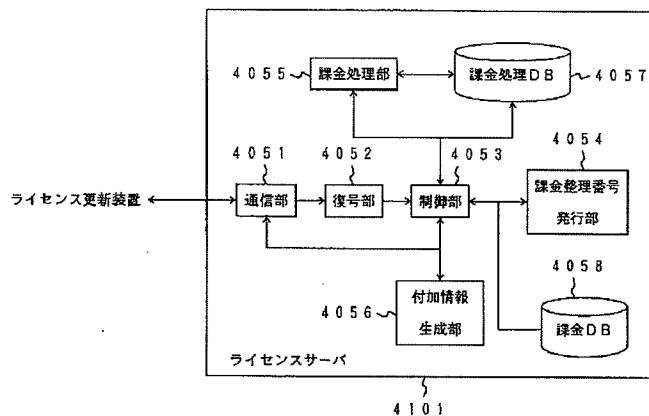 4055
課金処理部
課金処理DB
4057
4051
4052
4053
4054
ライセンス更新装置
通信部
復号部
制御部
課金整理番号
発行部
4056
付加情報
生成部
4058
課金DB
ライセンスサーバ
4101